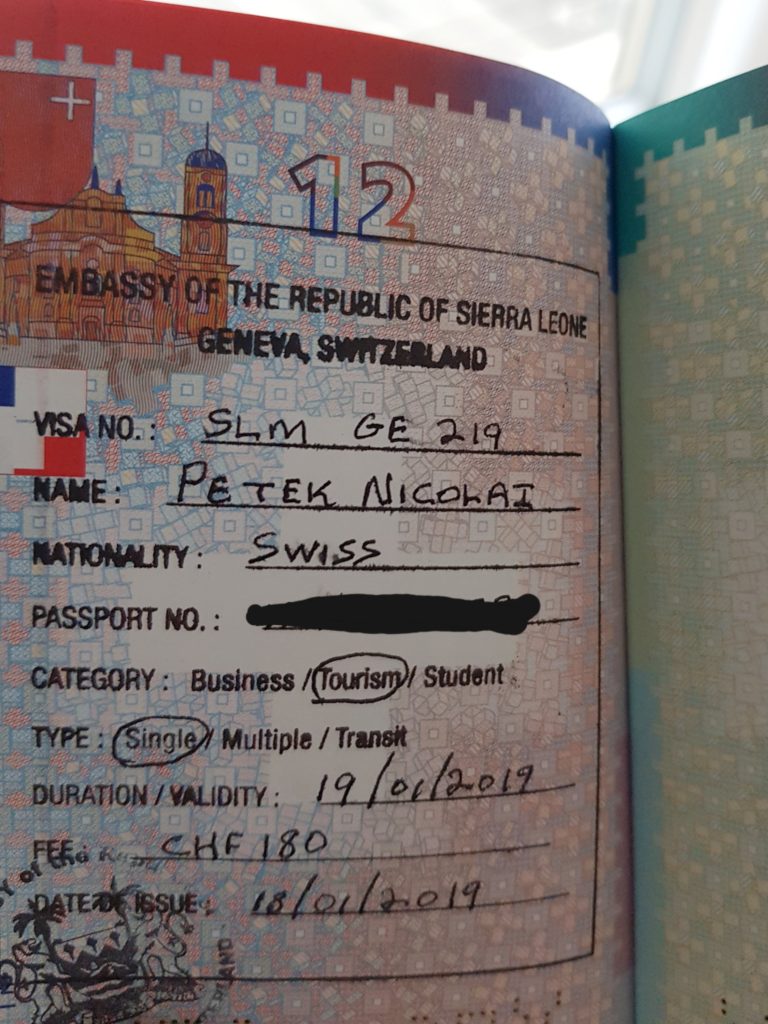 12
EMBASSY OF THE REPUBLIC OF SIERRA LEONE
GENEVA, SWITZERLAND
VISA NO.: SLM GE 219
NAME: PETEK NICOLAI
NATIONALITY: SWISS
PASSPORT NO.:
CATEGORY: Business / Tourism / Student
TYPE: Single / Multiple / Transit
DURATION / VALIDITY: 19/01/2019
FEE: CHF 180
DATE OF ISSUE: 18/01/2019